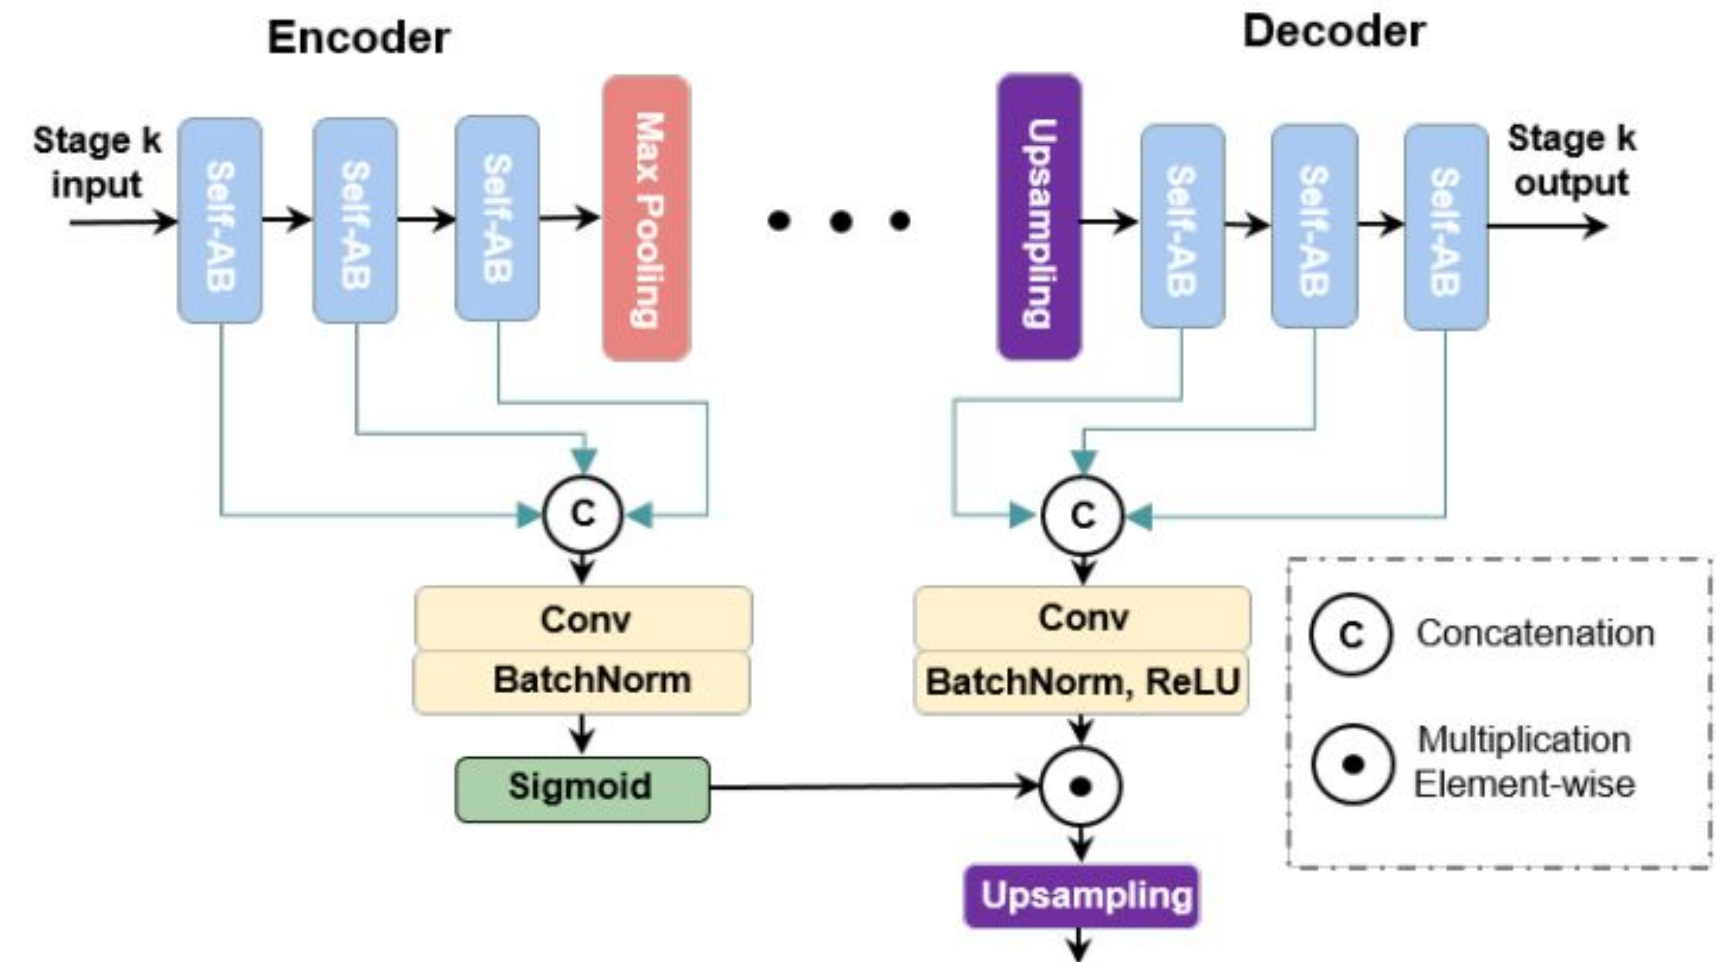 Encoder
Decoder
Stage k
input
Self-AB
Self-AB
Self-AB
Max Pooling
Upsampling
Self-AB
Self-AB
Self-AB
Stage k
output
C
C
Conv
BatchNorm
Conv
BatchNorm, ReLU
Sigmoid
Upsampling
C
Concatenation
Multiplication
Element-wise